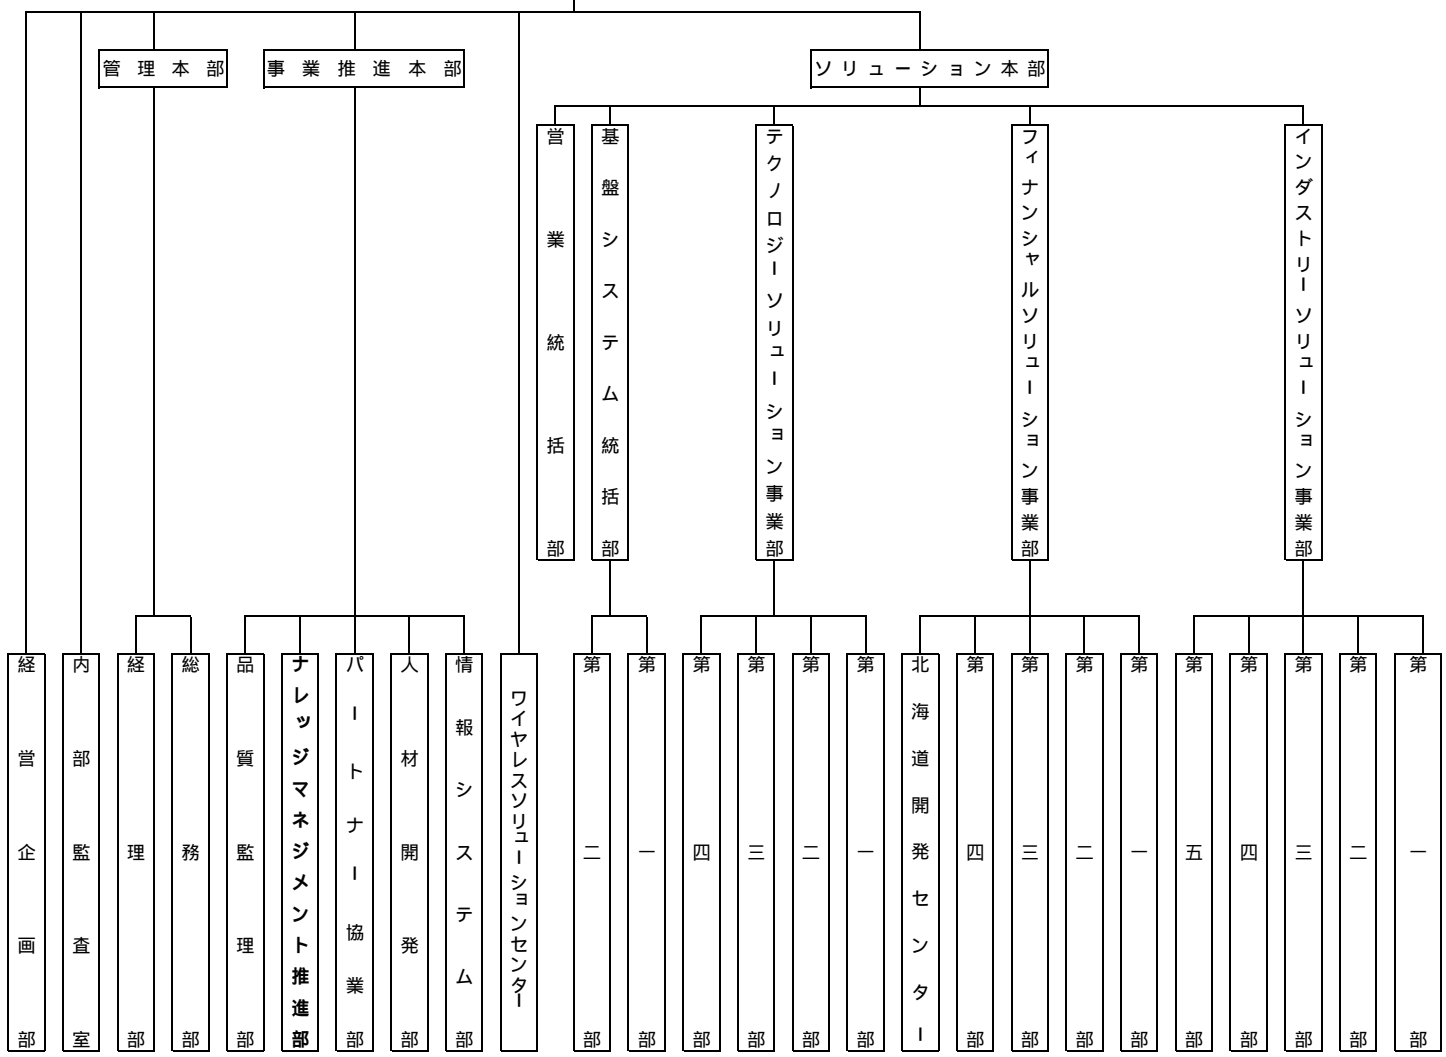 管理本部
事業推進本部
ソリューション本部
営業統括部
基盤システム統括部
テクノロジーソリューション事業部
フィナンシャルソリューション事業部
インダストリーソリューション事業部
経営企画部
内部監査室
経理部
総務部
品質監理部
ナレッジマネジメント推進部
パートナー協業部
人材開発部
情報システム部
ワイヤレスソリューションセンター
第二部
第一部
第四部
第三部
第二部
第一部
北海道開発センター
第四部
第三部
第二部
第一部
第五部
第四部
第三部
第二部
第一部